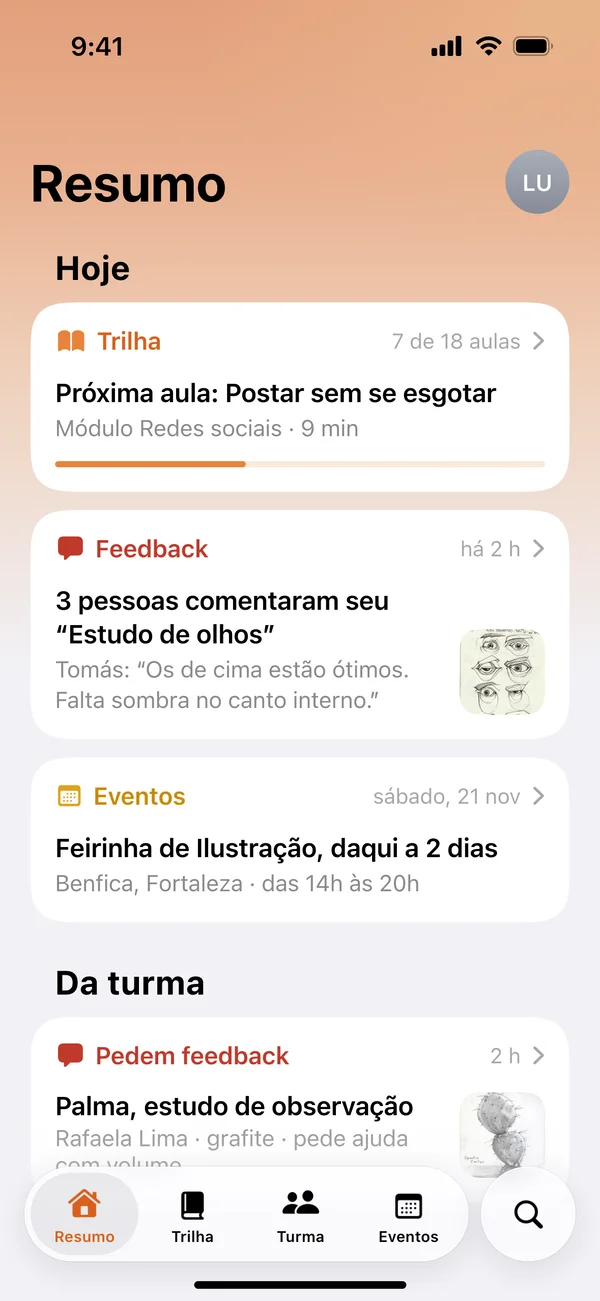 9:41
Resumo
LU
Hoje
Trilha
7 de 18 aulas
Próxima aula: Postar sem se esgotar
Módulo Redes sociais · 9 min
Feedback
há 2 h
3 pessoas comentaram seu
“Estudo de olhos”
Tomás: “Os de cima estão ótimos.
Falta sombra no canto interno.”
Eventos
sábado, 21 nov
Feirinha de Ilustração, daqui a 2 dias
Benfica, Fortaleza · das 14h às 20h
Da turma
Pedem feedback
2 h
Palma, estudo de observação
Rafaela Lima · grafite · pede ajuda
com volume
Resumo
Trilha
Turma
Eventos